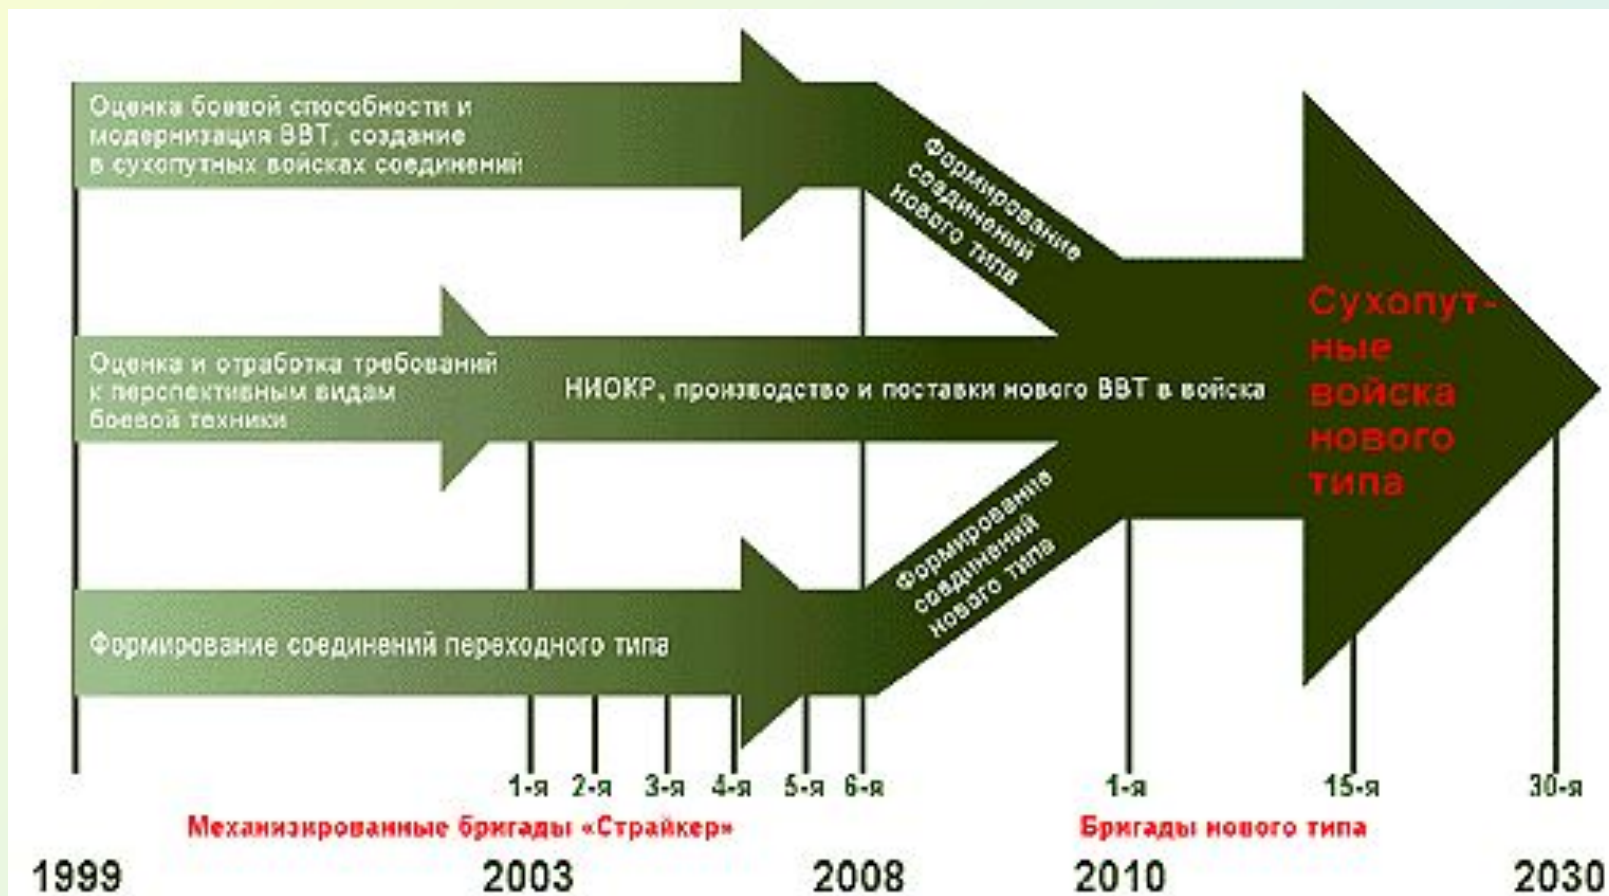 Оценка боевой способности и
модернизация ВВТ, создание
в сухопутных войсках соединений
Формирование
соединений
нового типа
Оценка и отработка требований
к перспективным видам
боевой техники
НИОКР, производство и поставки нового ВВТ в войска
Сухопут-
ные
войска
нового
типа
Формирование соединений переходного типа
Формирование
соединений
нового типа
1-я 2-я 3-я 4-я 5-я 6-я 1-я 15-я 30-я
Механизированные бригады «Страйкер» Бригады нового типа
1999 2003 2008 2010 2030